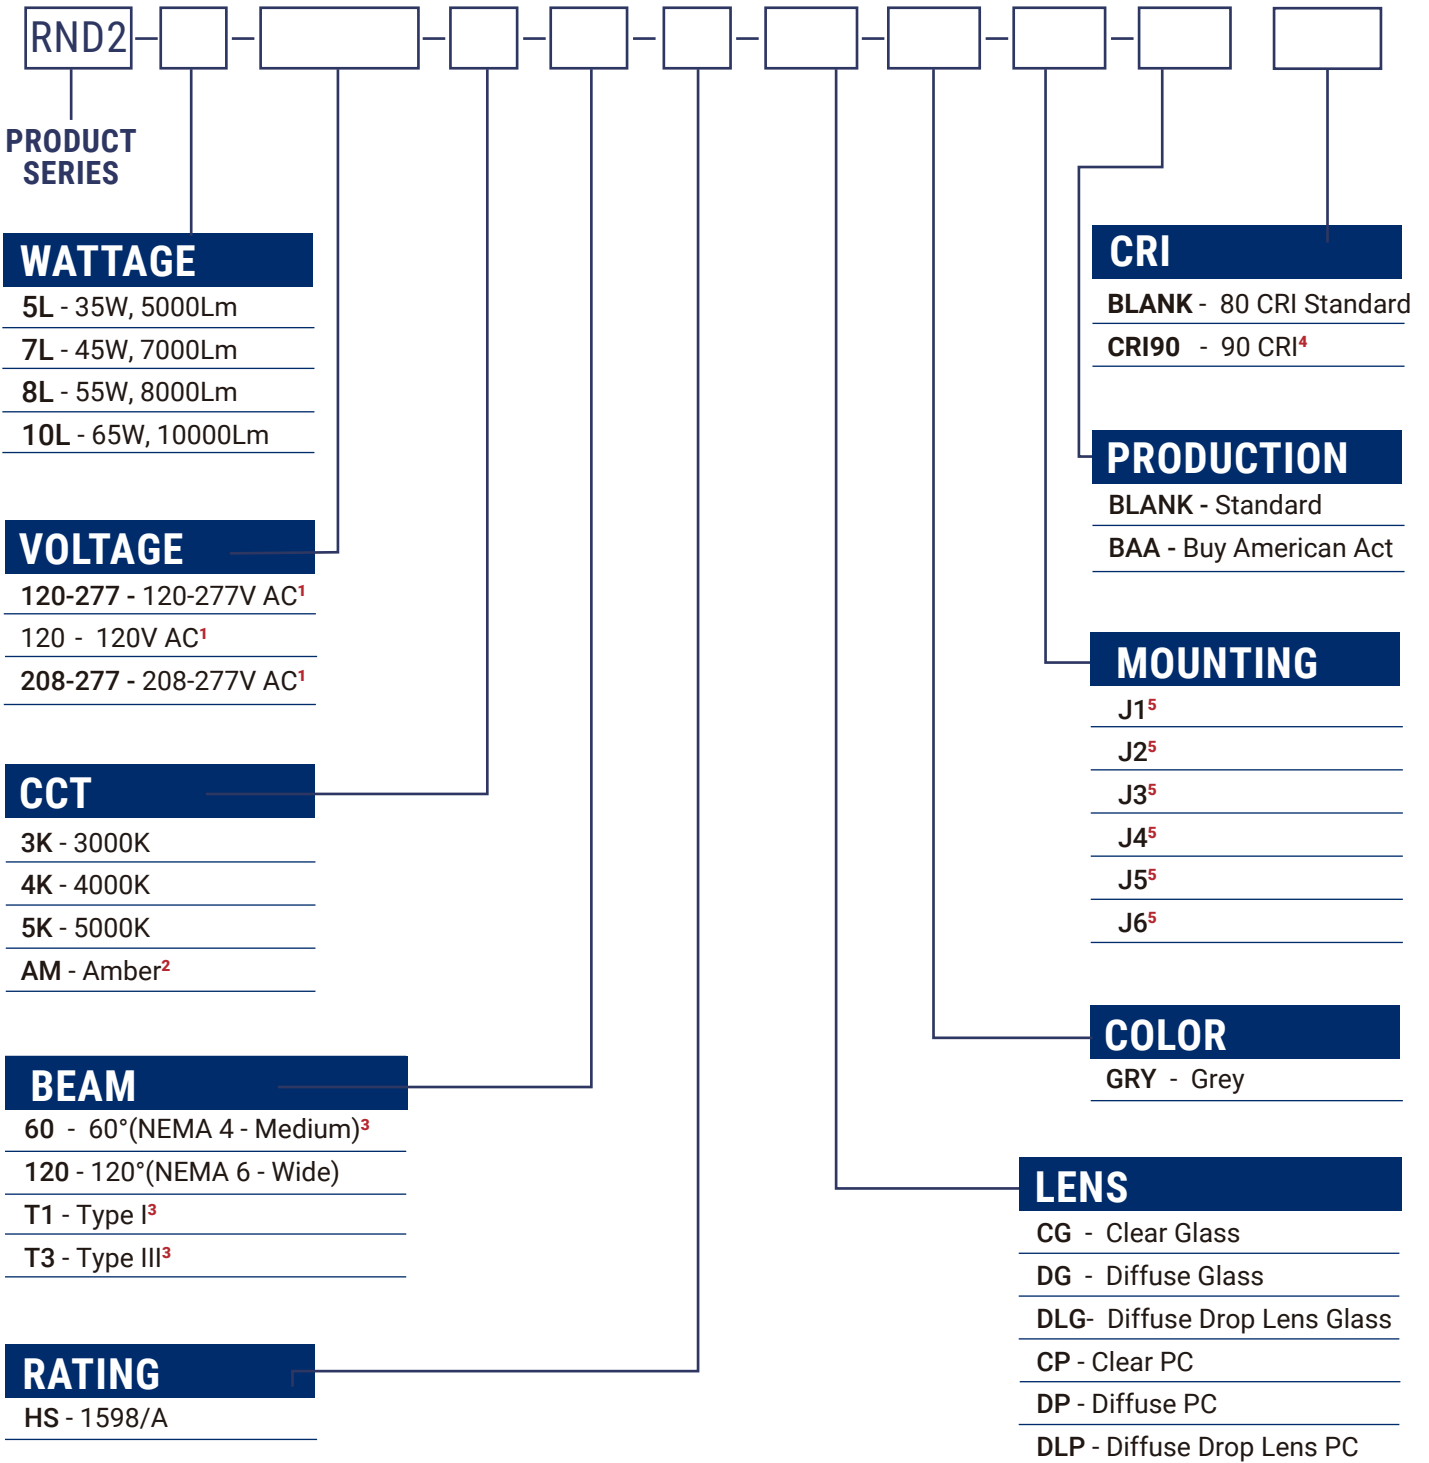 RND2
PRODUCT
SERIES
WATTAGE
5L - 35W, 5000Lm
7L - 45W, 7000Lm
8L - 55W, 8000Lm
10L - 65W, 10000Lm
VOLTAGE
120-277 - 120-277V AC¹
120 - 120V AC¹
208-277 - 208-277V AC¹
CCT
3K - 3000K
4K - 4000K
5K - 5000K
AM - Amber²
BEAM
60 - 60°(NEMA 4 - Medium)³
120 - 120°(NEMA 6 - Wide)
T1 - Type I³
T3 - Type III³
RATING
HS - 1598/A
CRI
BLANK - 80 CRI Standard
CRI90 - 90 CRI⁴
PRODUCTION
BLANK - Standard
BAA - Buy American Act
MOUNTING
J1⁵
J2⁵
J3⁵
J4⁵
J5⁵
J6⁵
COLOR
GRY - Grey
LENS
CG - Clear Glass
DG - Diffuse Glass
DLG- Diffuse Drop Lens Glass
CP - Clear PC
DP - Diffuse PC
DLP - Diffuse Drop Lens PC